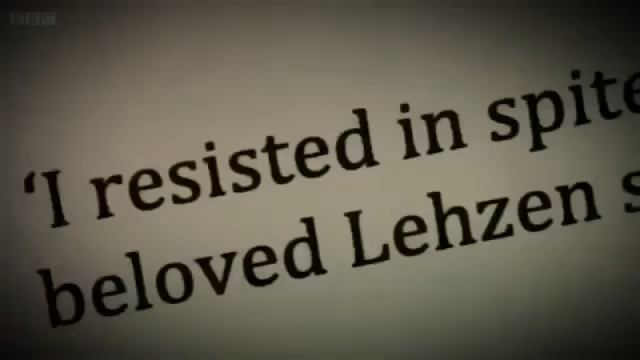 BBC
‘I resisted in spite
beloved Lehzen s